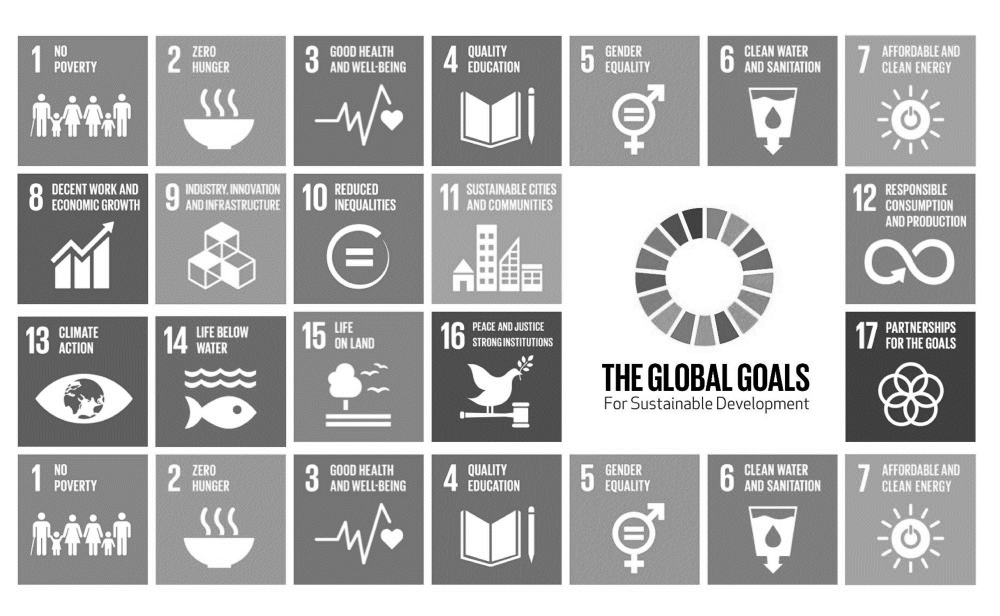 1 NO
POVERTY
2 ZERO
HUNGER
3 GOOD HEALTH
AND WELL-BEING
4 QUALITY
EDUCATION
5 GENDER
EQUALITY
6 CLEAN WATER
AND SANITATION
7 AFFORDABLE AND
CLEAN ENERGY
8 DECENT WORK AND
ECONOMIC GROWTH
9 INDUSTRY, INNOVATION
AND INFRASTRUCTURE
10 REDUCED
INEQUALITIES
11 SUSTAINABLE CITIES
AND COMMUNITIES
12 RESPONSIBLE
CONSUMPTION
AND PRODUCTION
13 CLIMATE
ACTION
14 LIFE BELOW
WATER
15 LIFE
ON LAND
16 PEACE AND JUSTICE
STRONG INSTITUTIONS
THE GLOBAL GOALS
For Sustainable Development
17 PARTNERSHIPS
FOR THE GOALS
1 NO
POVERTY
2 ZERO
HUNGER
3 GOOD HEALTH
AND WELL-BEING
4 QUALITY
EDUCATION
5 GENDER
EQUALITY
6 CLEAN WATER
AND SANITATION
7 AFFORDABLE AND
CLEAN ENERGY